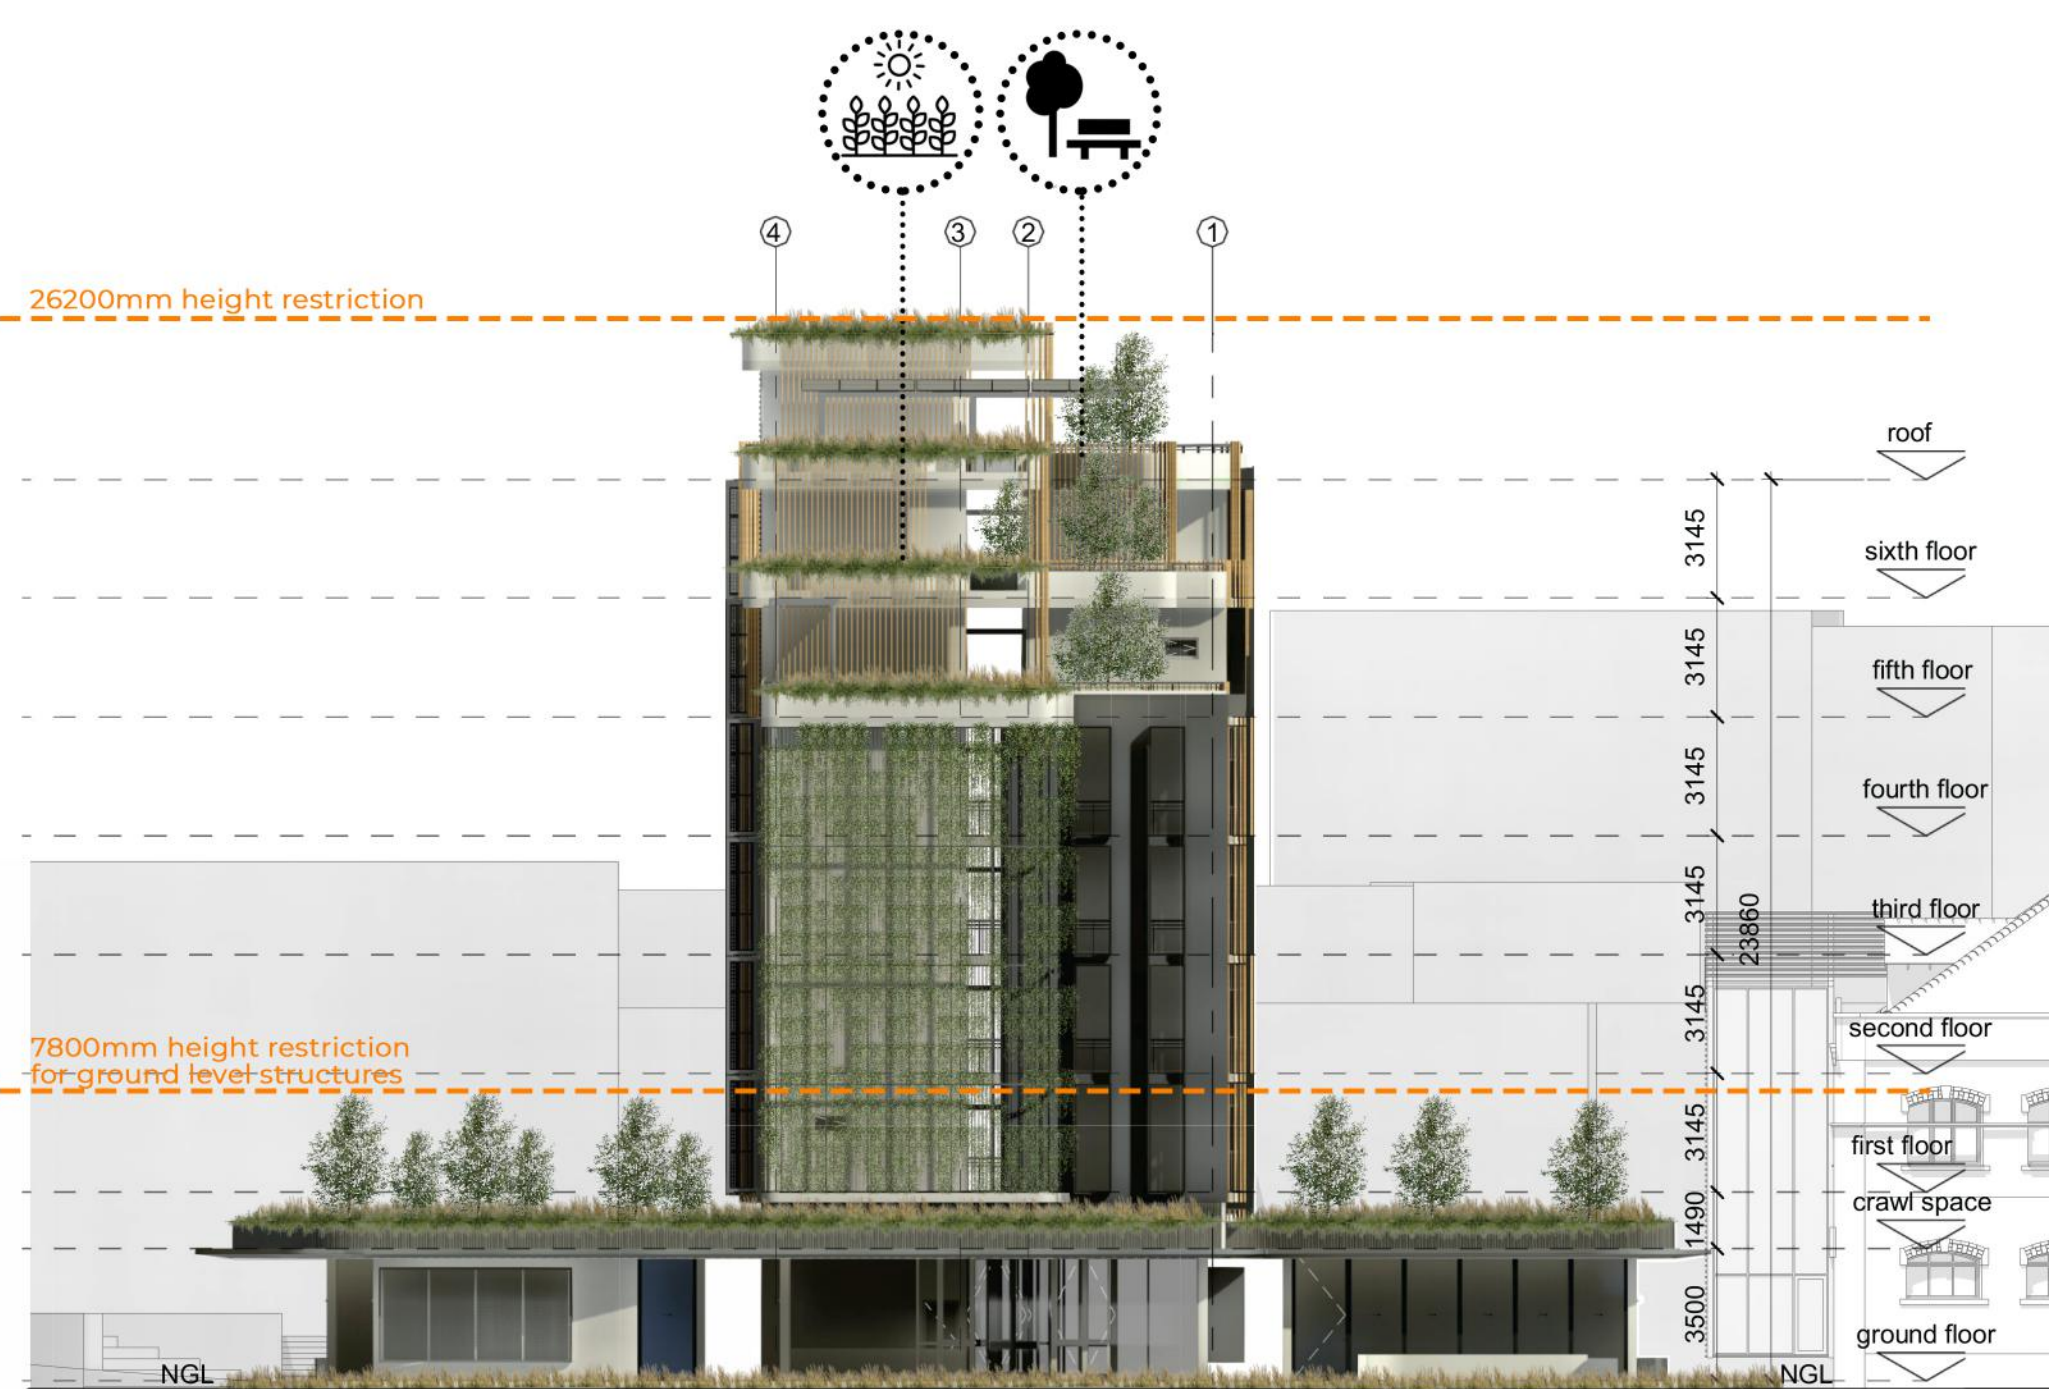 4
3
2
1
26200mm height restriction
roof
3145
sixth floor
3145
fifth floor
3145
fourth floor
3145
third floor
23860
3145
second floor
7800mm height restriction
for ground level structures
3145
first floor
crawl space
1490
3500
ground floor
NGL
NGL